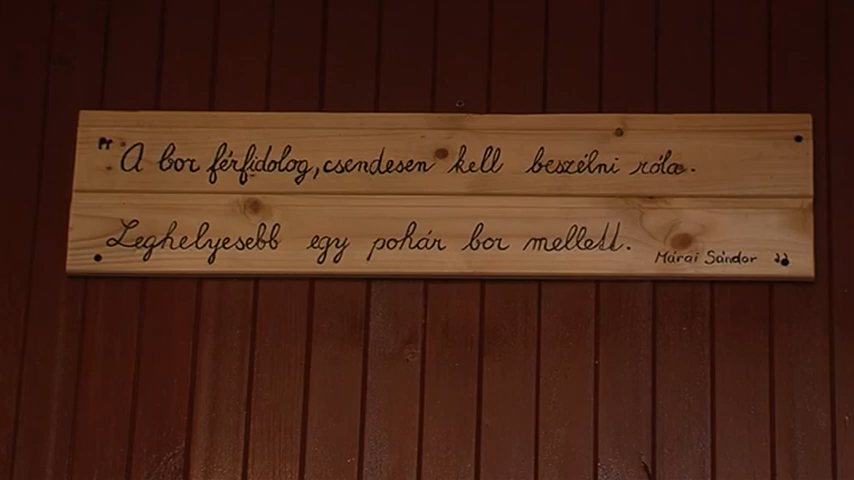 "A bor férfidolog, csendesen kell beszélni róla.
Leghelyesebb egy pohár bor mellett.
Márai Sándor"